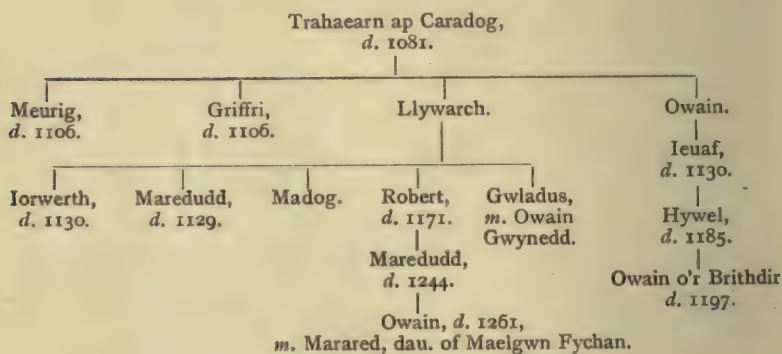 Trahaearn ap Caradog,
d. 1081.
Meurig, Griffri, Llywarch. Owain.
d. 1106. d. 1106.
Ieuaf,
d. 1130.
Iorwerth, Maredudd, Madog. Robert, Gwladus,
d. 1130. d. 1129. d. 1171. m. Owain Hywel,
Gwynedd. d. 1185.
Maredudd,
d. 1244. Owain o'r Brithdir
d. 1197.
Owain, d. 1261,
m. Marared, dau. of Maelgwn Fychan.